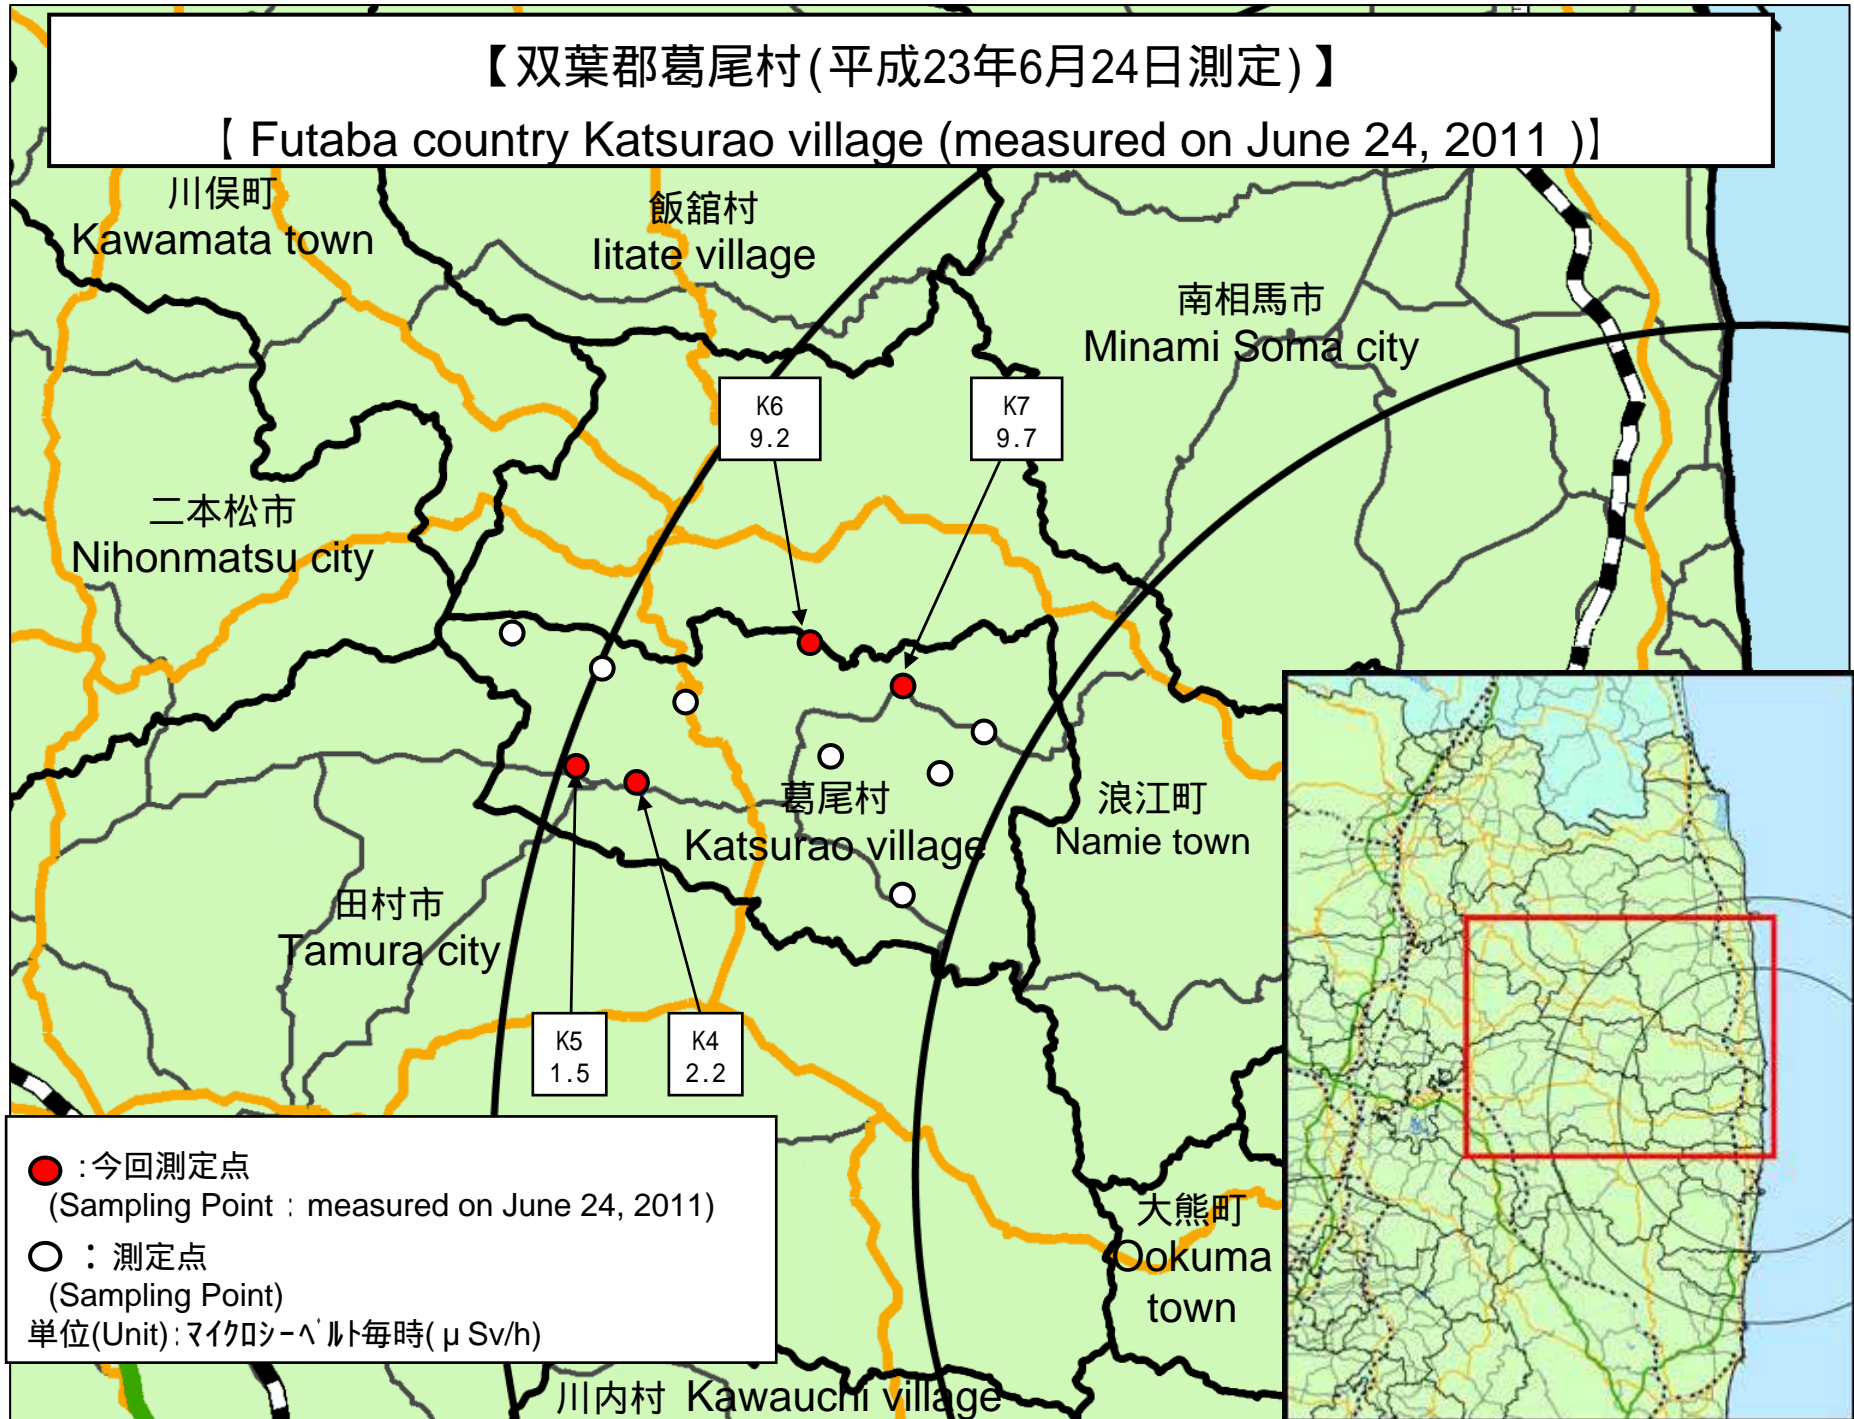 【双葉郡葛尾村(平成23年6月24日測定)】
【 Futaba country Katsurao village (measured on June 24, 2011 )】
川俣町
Kawamata town
飯舘村
Iitate village
南相馬市
Minami Soma city
K6
9.2
K7
9.7
二本松市
Nihonmatsu city
葛尾村
Katsurao village
浪江町
Namie town
田村市
Tamura city
K5
1.5
K4
2.2
:今回測定点
(Sampling Point : measured on June 24, 2011)
：測定点
(Sampling Point)
単位(Unit):マイクロシーベルト毎時(μSv/h)
大熊町
Ookuma
town
川内村 Kawauchi village